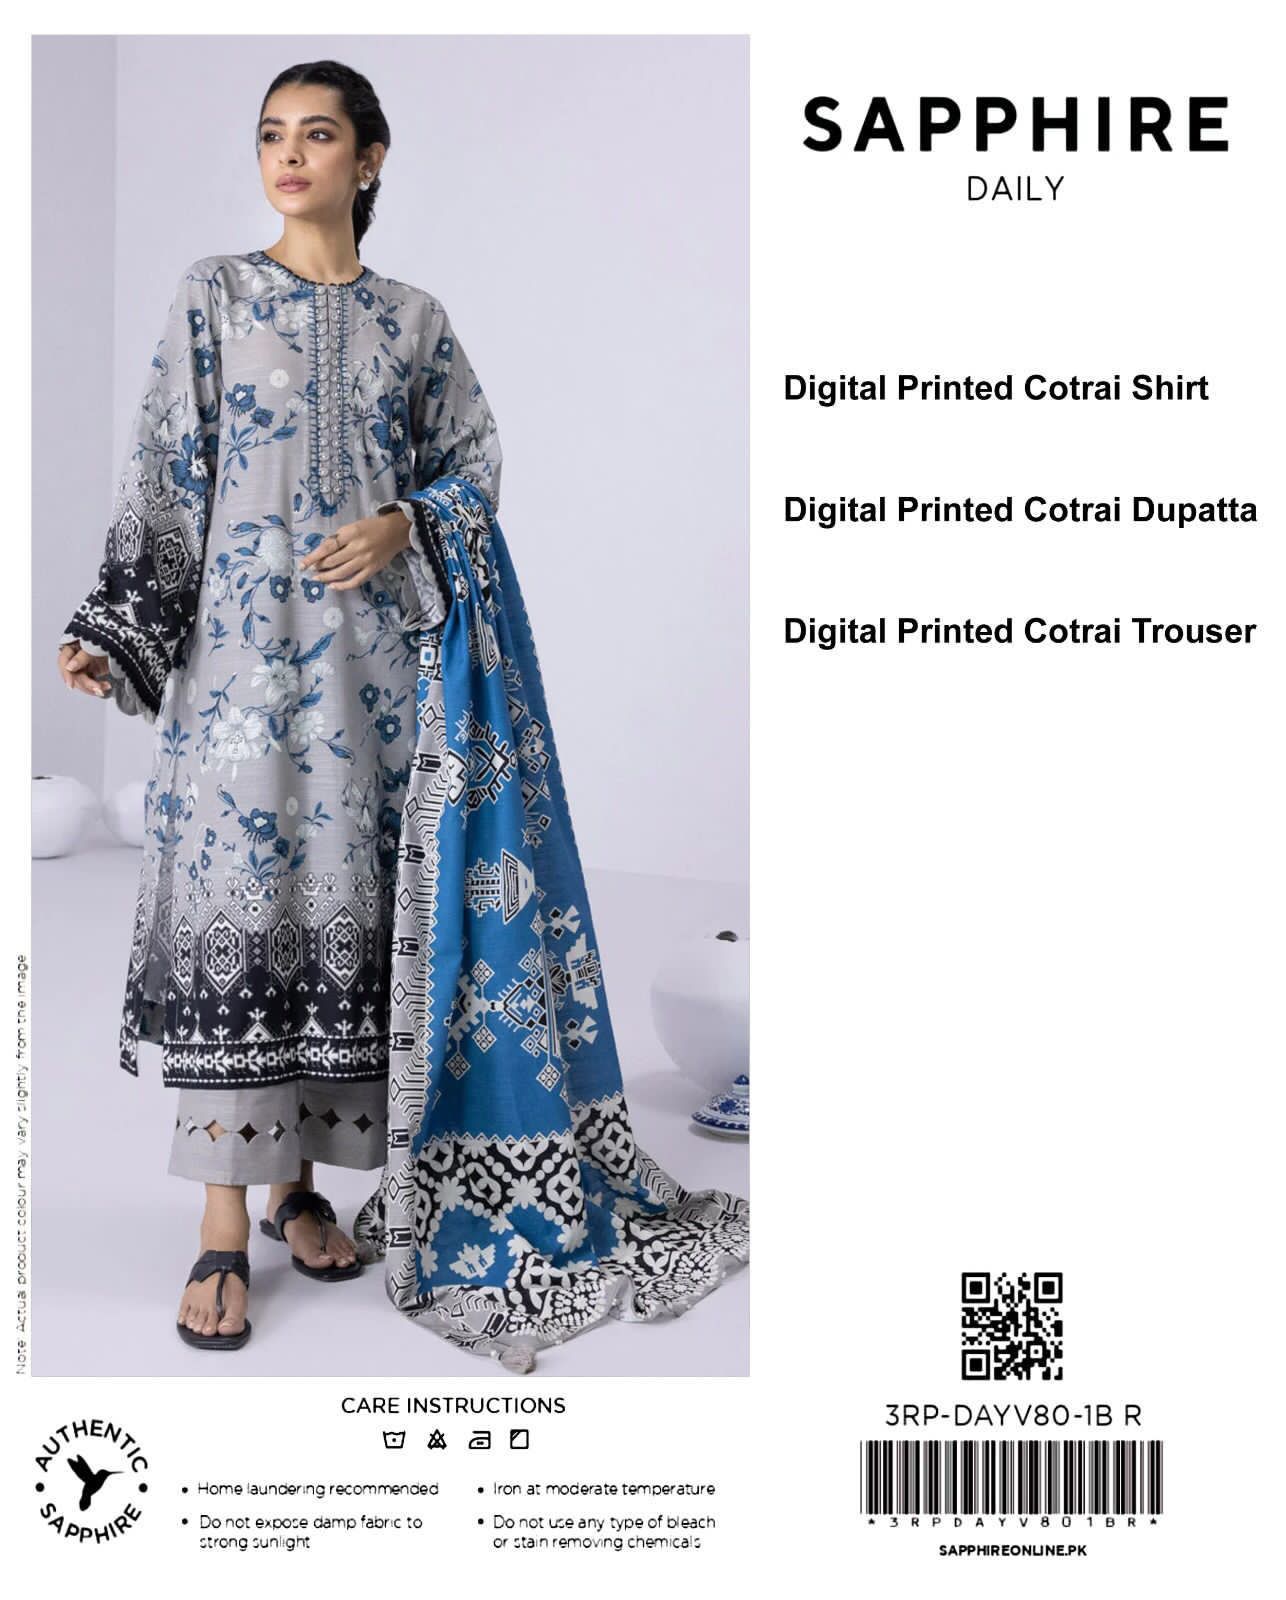 SAPPHIRE
DAILY
Digital Printed Cotrai Shirt
Digital Printed Cotrai Dupatta
Digital Printed Cotrai Trouser
Note: Actual product colour may vary slightly from the image
CARE INSTRUCTIONS
AUTHENTIC
SAPPHIRE
• Home laundering recommended
• Do not expose damp fabric to
strong sunlight
• Iron at moderate temperature
• Do not use any type of bleach
or stain removing chemicals
3RP-DAYV80-1B R
*3RPDAYV801BR*
SAPPHIREONLINE.PK